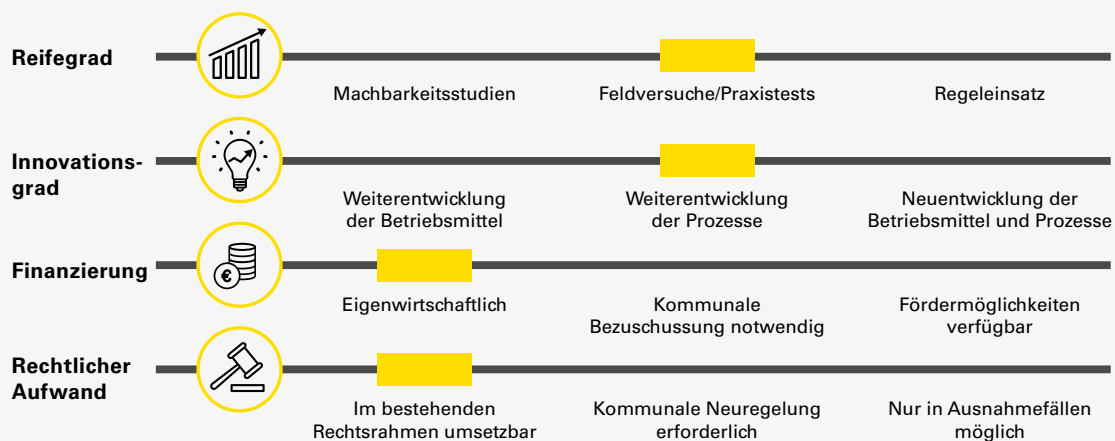 Reifegrad
Machbarkeitsstudien
Feldversuche/Praxistests
Regeleinsatz
Innovations-
grad
Weiterentwicklung
der Betriebsmittel
Weiterentwicklung
der Prozesse
Neuentwicklung der
Betriebsmittel und Prozesse
Finanzierung
€
Eigenwirtschaftlich
Kommunale
Bezuschussung notwendig
Fördermöglichkeiten
verfügbar
Rechtlicher
Aufwand
Im bestehenden
Rechtsrahmen umsetzbar
Kommunale Neuregelung
erforderlich
Nur in Ausnahmefällen
möglich